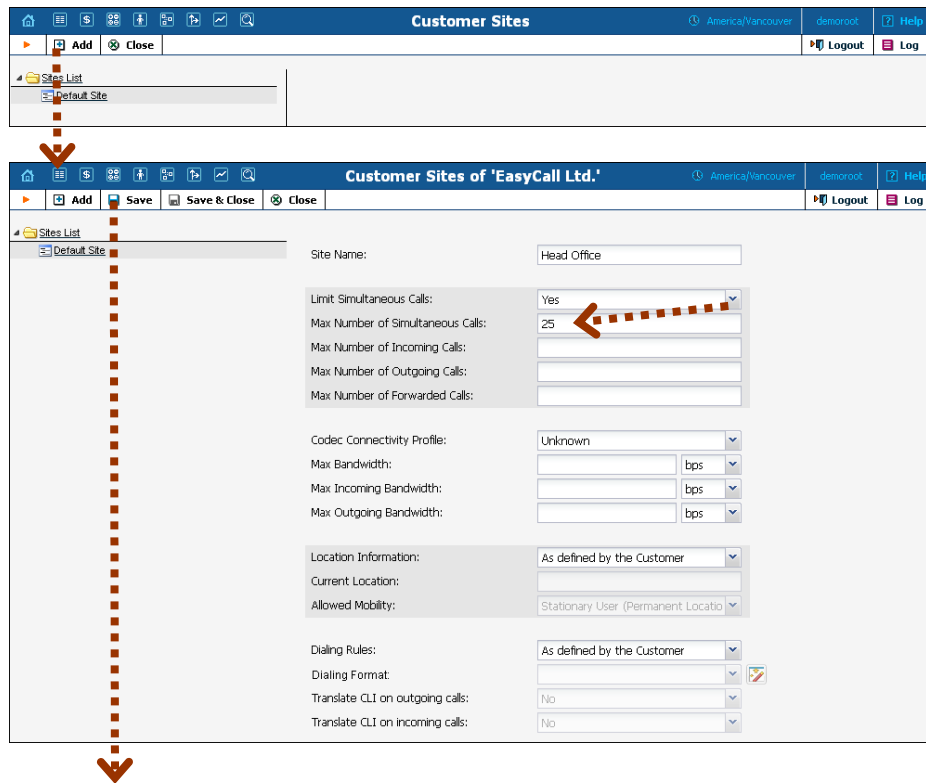 Customer Sites America/Vancouver demoroot Help
Add Close Logout Log
Sites List
Default Site
Customer Sites of 'EasyCall Ltd.' America/Vancouver demoroot Help
Add Save Save & Close Close Logout Log
Sites List
Default Site
Site Name: Head Office
Limit Simultaneous Calls: Yes
Max Number of Simultaneous Calls: 25
Max Number of Incoming Calls:
Max Number of Outgoing Calls:
Max Number of Forwarded Calls:
Codec Connectivity Profile: Unknown
Max Bandwidth: bps
Max Incoming Bandwidth: bps
Max Outgoing Bandwidth: bps
Location Information: As defined by the Customer
Current Location:
Allowed Mobility: Stationary User (Permanent Locatio
Dialing Rules: As defined by the Customer
Dialing Format:
Translate CLI on outgoing calls: No
Translate CLI on incoming calls: No